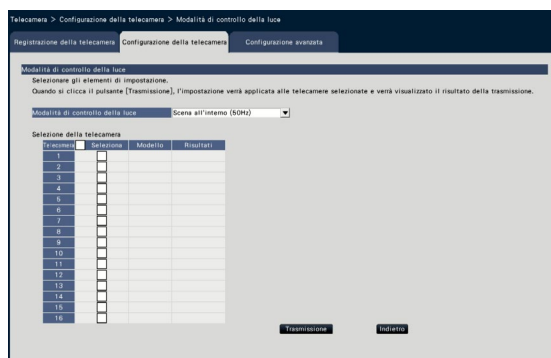 Telecamera > Configurazione della telecamera > Modalità di controllo della luce
Registrazione della telecamera Configurazione della telecamera Configurazione avanzata
Modalità di controllo della luce
Selezionare gli elementi di impostazione.
Quando si clicca il pulsante [Trasmissione], l'impostazione verrà applicata alle telecamere selezionate e verrà visualizzato il risultato della trasmissione.
Modalità di controllo della luce Scena all'interno (50Hz)
Selezione della telecamera
Telecamera Seleziona Modello Risultati
1
2
3
4
5
6
7
8
9
10
11
12
13
14
15
16
Trasmissione Indietro